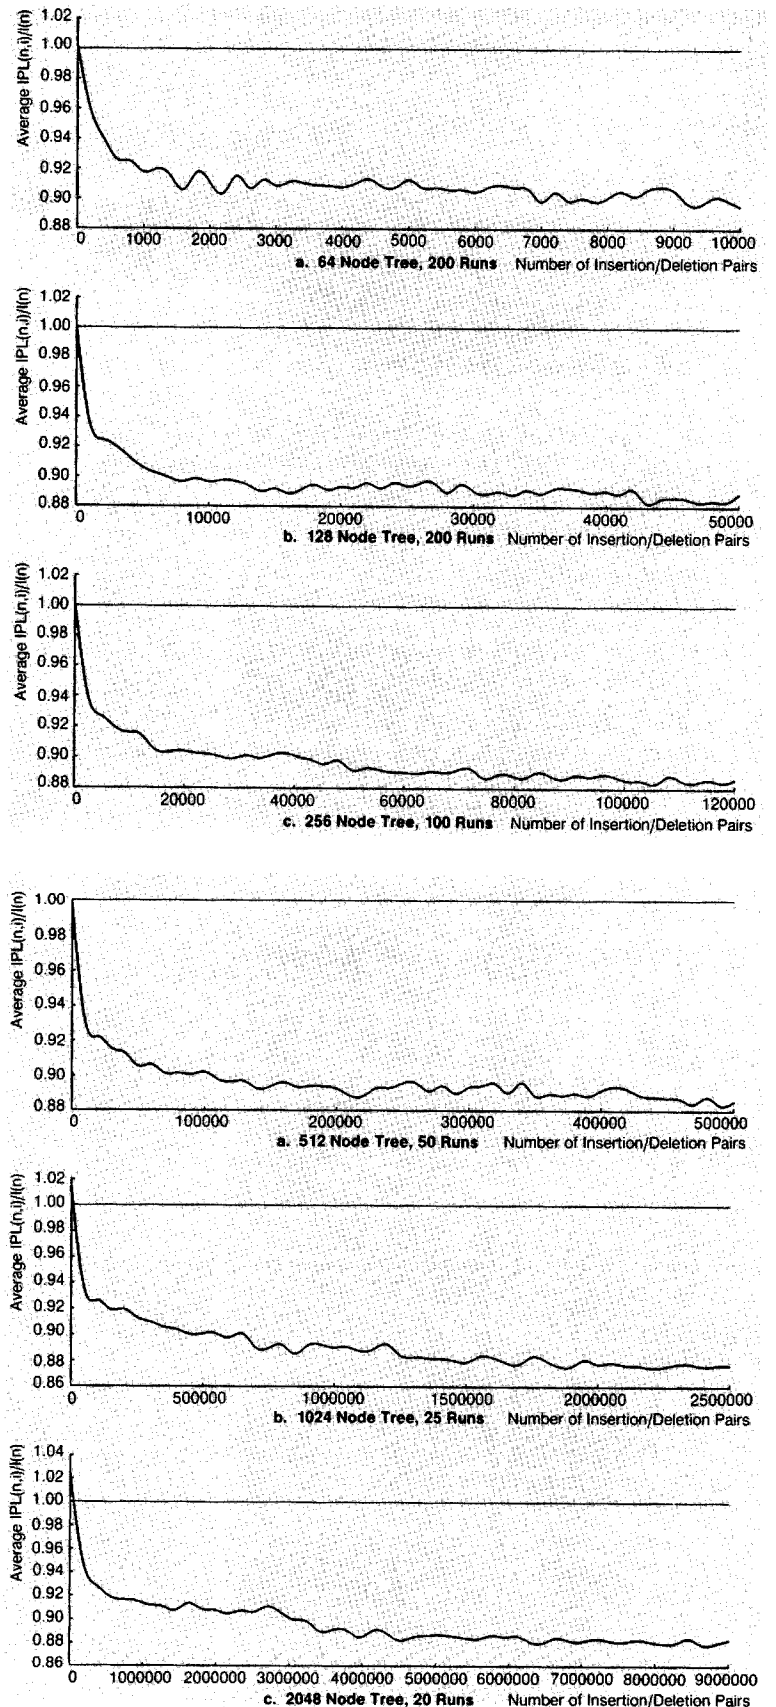 Average IPL(n,i)/I(n)
1.02
1.00
0.98
0.96
0.94
0.92
0.90
0.88
0 1000 2000 3000 4000 5000 6000 7000 8000 9000 10000
a. 64 Node Tree, 200 Runs Number of Insertion/Deletion Pairs
Average IPL(n,i)/I(n)
1.02
1.00
0.98
0.96
0.94
0.92
0.90
0.88
0 10000 20000 30000 40000 50000
b. 128 Node Tree, 200 Runs Number of Insertion/Deletion Pairs
Average IPL(n,i)/I(n)
1.02
1.00
0.98
0.96
0.94
0.92
0.90
0.88
0 20000 40000 60000 80000 100000 120000
c. 256 Node Tree, 100 Runs Number of Insertion/Deletion Pairs
Average IPL(n,i)/I(n)
1.00
0.98
0.96
0.94
0.92
0.90
0.88
0 100000 200000 300000 400000 500000
a. 512 Node Tree, 50 Runs Number of Insertion/Deletion Pairs
Average IPL(n,i)/I(n)
1.02
1.00
0.98
0.96
0.94
0.92
0.90
0.88
0.86
0 500000 1000000 1500000 2000000 2500000
b. 1024 Node Tree, 25 Runs Number of Insertion/Deletion Pairs
Average IPL(n,i)/I(n)
1.04
1.02
1.00
0.98
0.96
0.94
0.92
0.90
0.88
0.86
0 1000000 2000000 3000000 4000000 5000000 6000000 7000000 8000000 9000000
c. 2048 Node Tree, 20 Runs Number of Insertion/Deletion Pairs